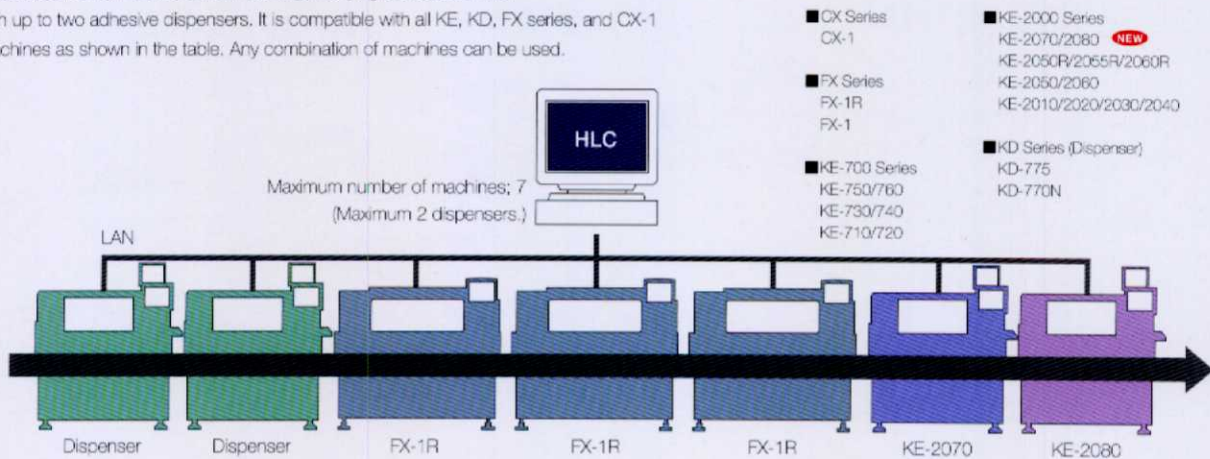 up to two adhesive dispensers. It is compatible with all KE, KD, FX series, and CX-1
as shown in the table. Any combination of machines can be used.
■CX Series
CX-1
■FX Series
FX-1R
FX-1
■KE-700 Series
KE-750/760
KE-730/740
KE-710/720
■KE-2000 Series
KE-2070/2080 NEW
KE-2050R/2055R/2060R
KE-2050/2060
KE-2010/2020/2030/2040
■KD Series (Dispenser)
KD-775
KD-770N
HLC
Maximum number of machines; 7
(Maximum 2 dispensers.)
LAN
Dispenser
Dispenser
FX-1R
FX-1R
FX-1R
KE-2070
KE-2080